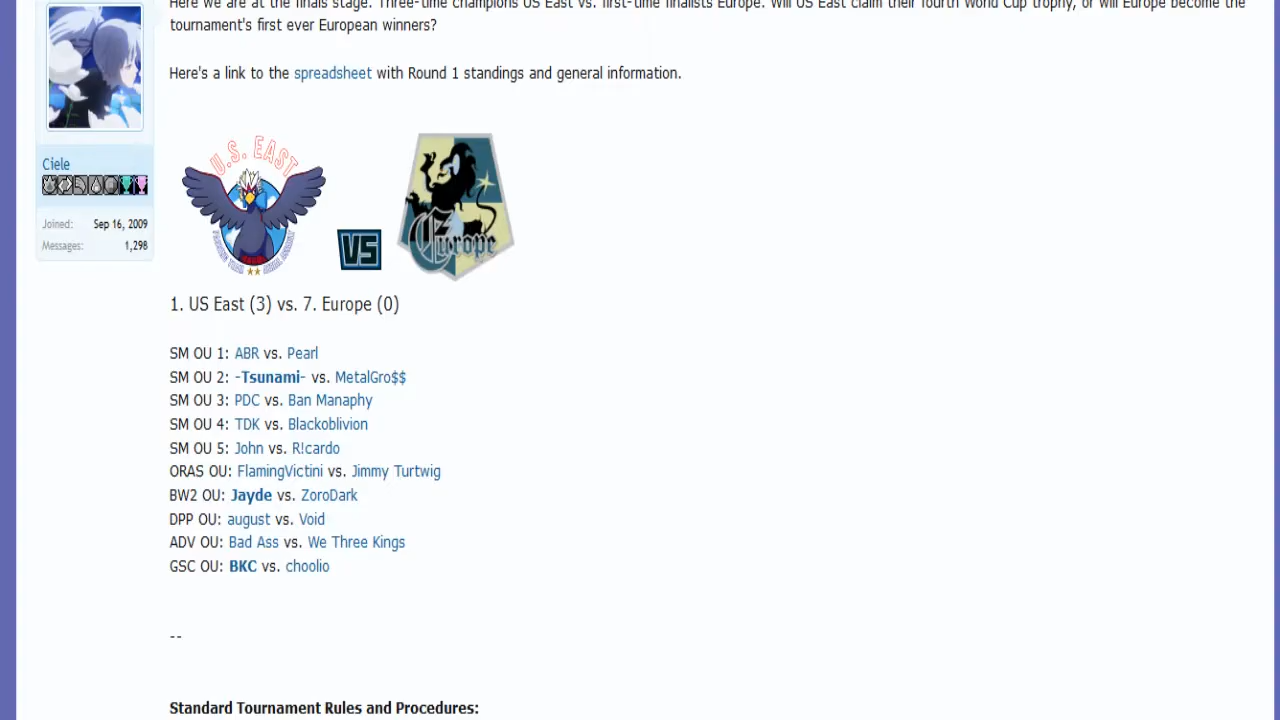 Here we are at the finals stage. Three-time champions US East vs. first-time finalists Europe. Will US East claim their fourth World Cup trophy, or will Europe become the
tournament's first ever European winners?
Here's a link to the spreadsheet with Round 1 standings and general information.
U.S. EAST
VS
Europe
Ciele
Joined: Sep 16, 2009
Messages: 1,298
1. US East (3) vs. 7. Europe (0)
SM OU 1: ABR vs. Pearl
SM OU 2: -Tsunami- vs. MetalGro$$
SM OU 3: PDC vs. Ban Manaphy
SM OU 4: TDK vs. Blackoblivion
SM OU 5: John vs. R!cardo
ORAS OU: FlamingVictini vs. Jimmy Turtwig
BW2 OU: Jayde vs. ZoroDark
DPP OU: august vs. Void
ADV OU: Bad Ass vs. We Three Kings
GSC OU: BKC vs. choolio
--
Standard Tournament Rules and Procedures: